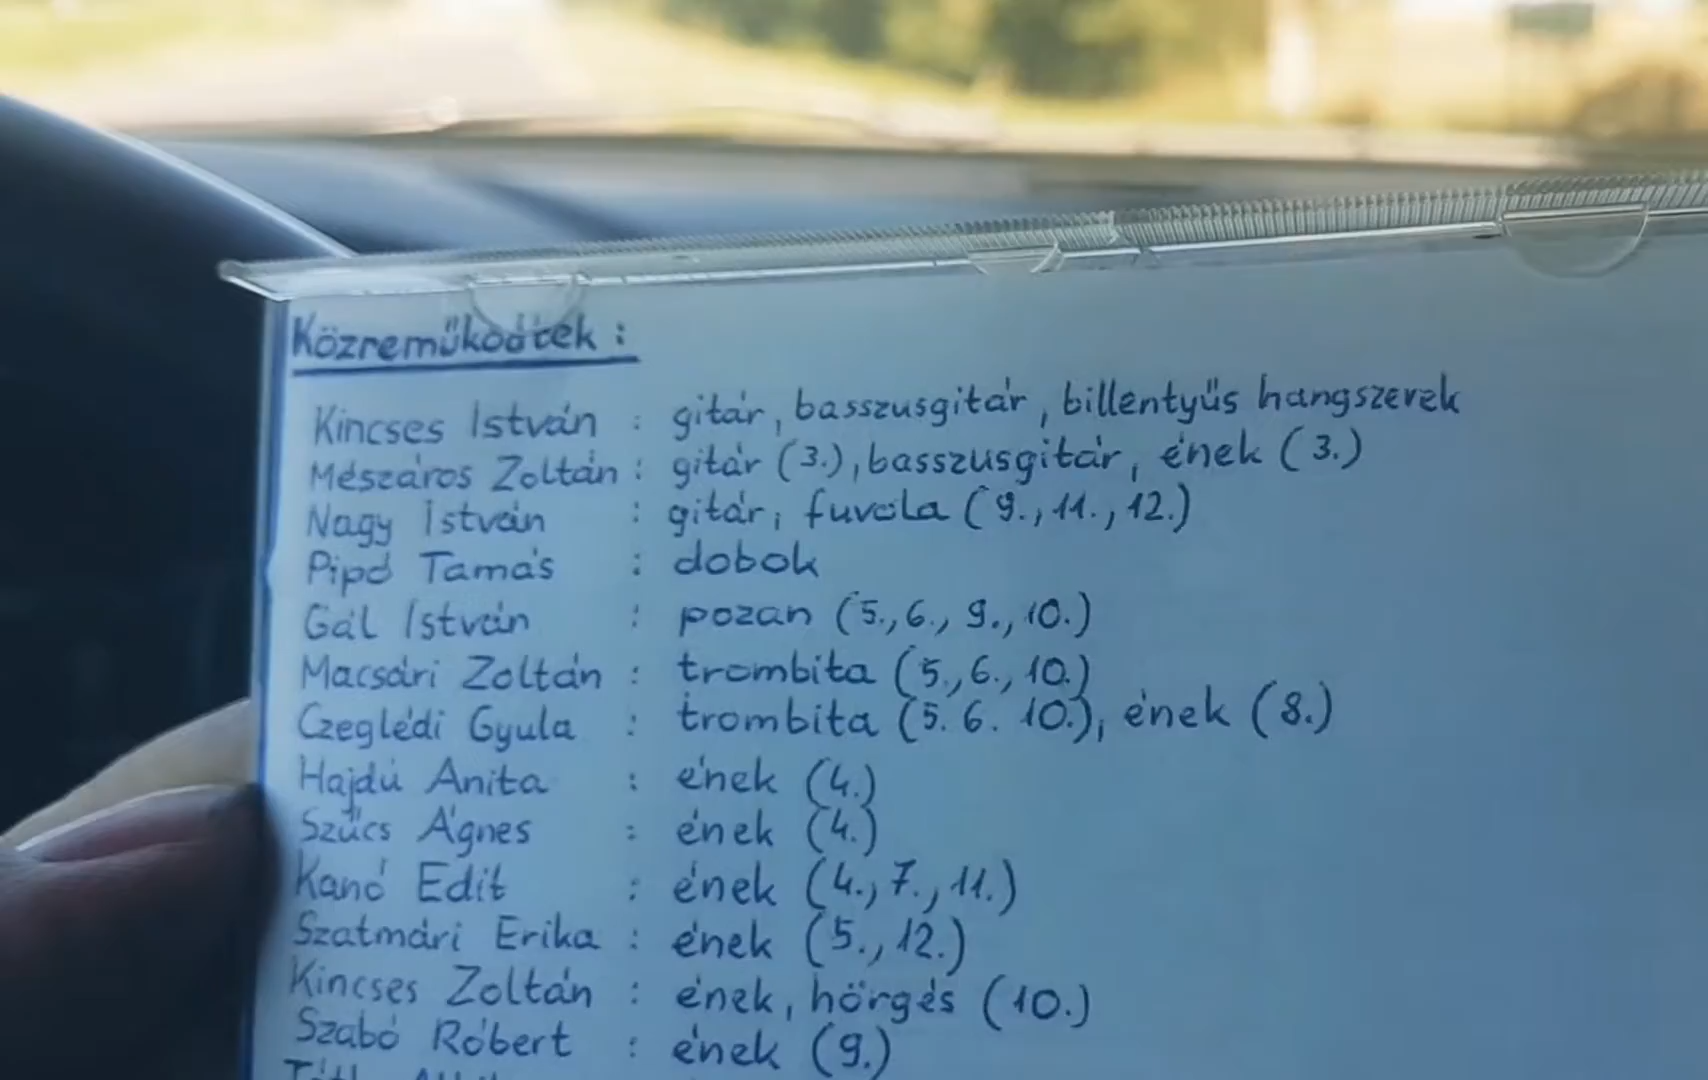 Közreműködtek :
Kincses István : gitár, basszusgitár, billentyűs hangszerek
Mészáros Zoltán : gitár (3.), basszusgitár, ének (3.)
Nagy István : gitár, fuvola (9., 11., 12.)
Pipó Tamás : dobok
Gál István : pozan (5., 6., 9., 10.)
Macsári Zoltán : trombita (5., 6., 10.)
Czeglédi Gyula : trombita (5. 6. 10.), ének (8.)
Hajdú Anita : ének (4.)
Szűcs Ágnes : ének (4.)
Kanó Edit : ének (4., 7., 11.)
Szatmári Erika : ének (5., 12.)
Kincses Zoltán : ének, hörgés (10.)
Szabó Róbert : ének (9.)